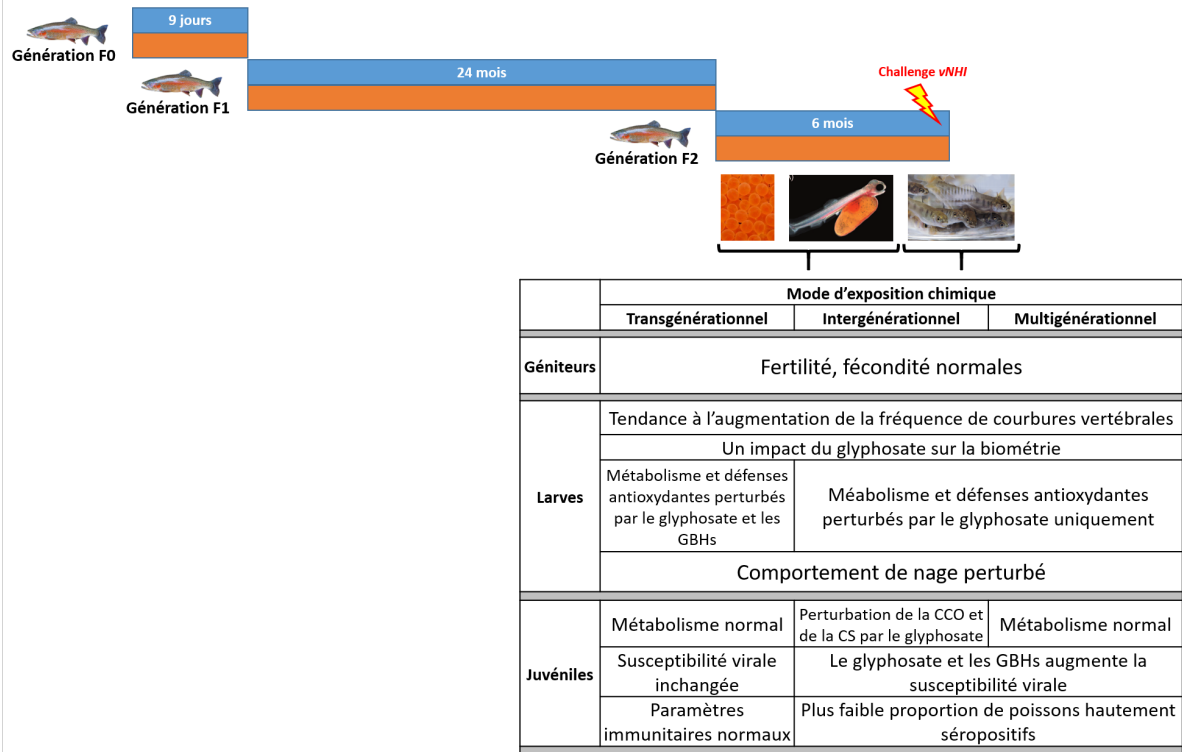 9 jours
Génération F0
24 mois
Génération F1
Challenge vNHI
6 mois
Génération F2
Mode d'exposition chimique
Transgénérationnel
Intergénérationnel
Multigénérationnel
Géniteurs
Fertilité, fécondité normales
Larves
Tendance à l'augmentation de la fréquence de courbures vertébrales
Un impact du glyphosate sur la biométrie
Métabolisme et défenses
antioxydantes perturbés
par le glyphosate et les
GBHs
Méabolisme et défenses antioxydantes
perturbés par le glyphosate uniquement
Comportement de nage perturbé
Juvéniles
Métabolisme normal
Perturbation de la CCO et
de la CS par le glyphosate
Métabolisme normal
Susceptibilité virale
inchangée
Le glyphosate et les GBHs augmente la
susceptibilité virale
Paramètres
immunitaires normaux
Plus faible proportion de poissons hautement
séropositifs